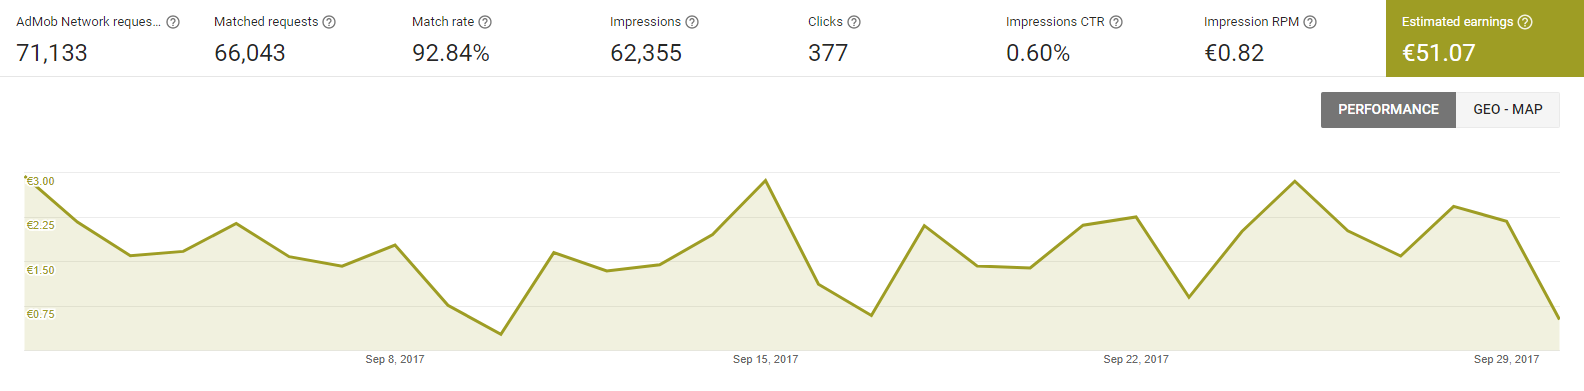 AdMob Network reques... Matched requests Match rate Impressions Clicks Impressions CTR Impression RPM Estimated earnings
71,133 66,043 92.84% 62,355 377 0.60% €0.82 €51.07
PERFORMANCE GEO - MAP
€3.00
€2.25
€1.50
€0.75
Sep 8, 2017 Sep 15, 2017 Sep 22, 2017 Sep 29, 2017